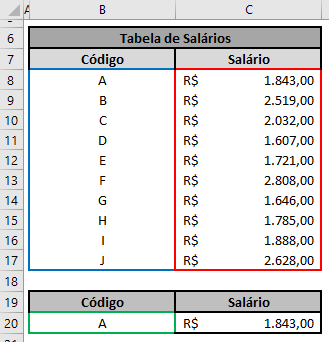 A B C
6 Tabela de Salários
7 Código Salário
8 A R$ 1.843,00
9 B R$ 2.519,00
10 C R$ 2.032,00
11 D R$ 1.607,00
12 E R$ 1.721,00
13 F R$ 2.808,00
14 G R$ 1.646,00
15 H R$ 1.785,00
16 I R$ 1.888,00
17 J R$ 2.628,00
18
19 Código Salário
20 A R$ 1.843,00